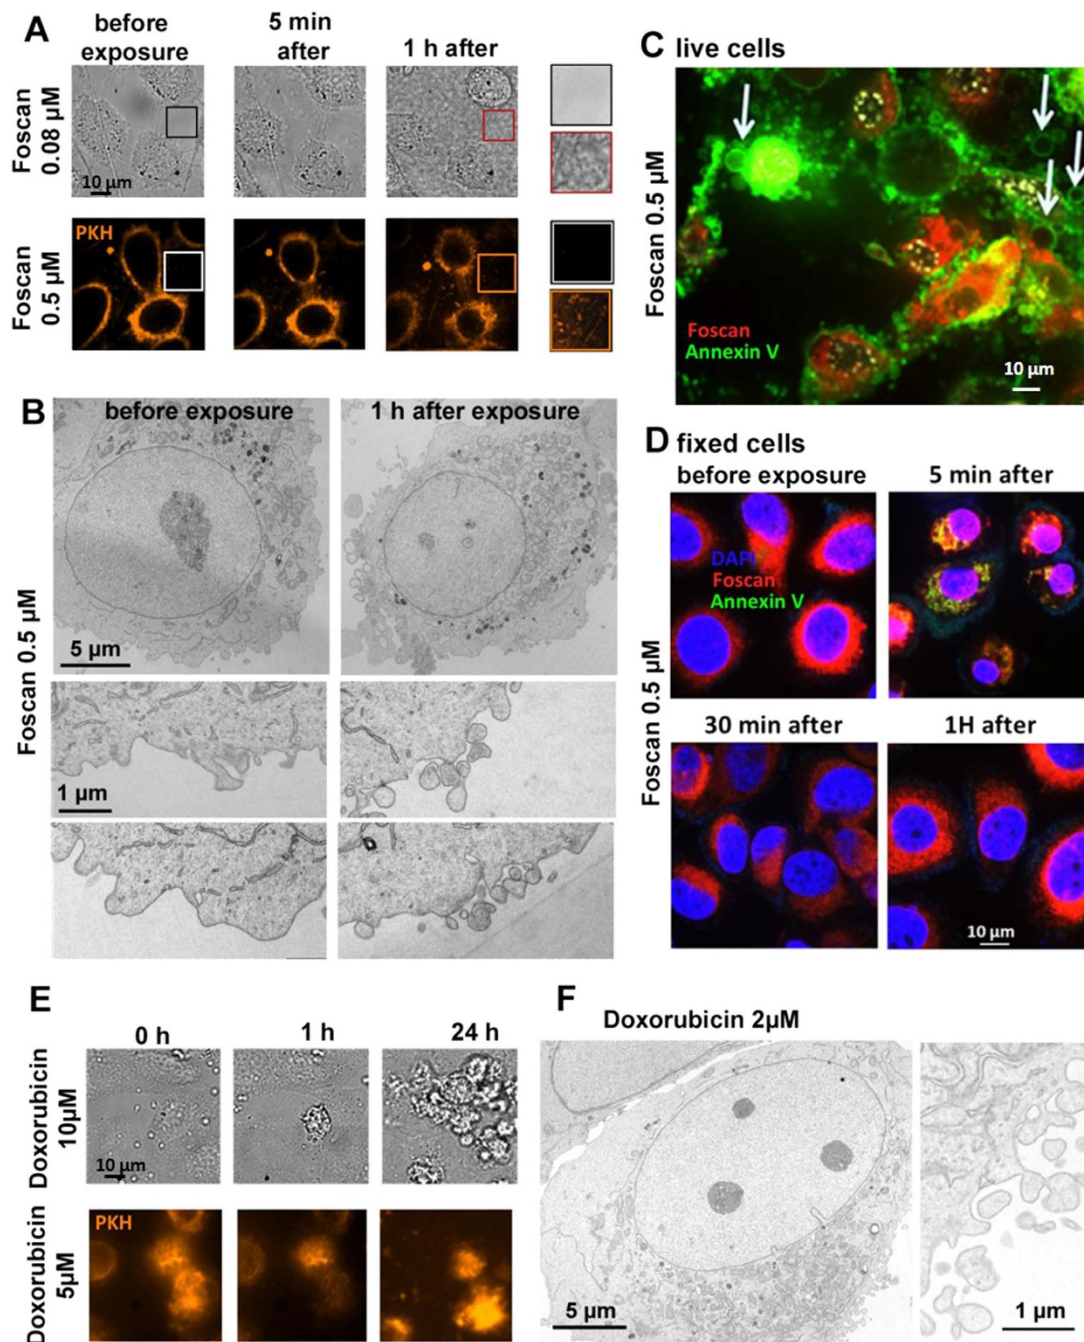 A
before
exposure
5 min
after
1 h after
Foscan
0.08 µM
10 µm
Foscan
0.5 µM
PKH
B
before exposure
1 h after exposure
Foscan 0.5 µM
5 µm
1 µm
C live cells
Foscan 0.5 µM
Foscan
Annexin V
10 µm
D fixed cells
before exposure
5 min after
Foscan 0.5 µM
DAPI
Foscan
Annexin V
30 min after
1H after
10 µm
E
0 h
1 h
24 h
Doxorubicin
10µM
10 µm
Doxorubicin
5µM
PKH
F
Doxorubicin 2µM
5 µm
1 µm